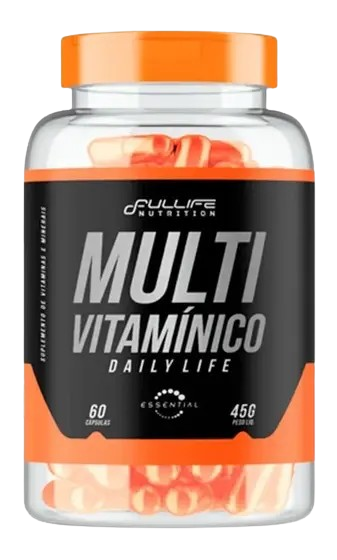 FULLIFE
NUTRITION
MULTI
VITAMÍNICO
DAILY LIFE
ESSENTIAL
60
CÁPSULAS
45G
PESO LÍQ.
SUPLEMENTO DE VITAMINAS E MINERAIS